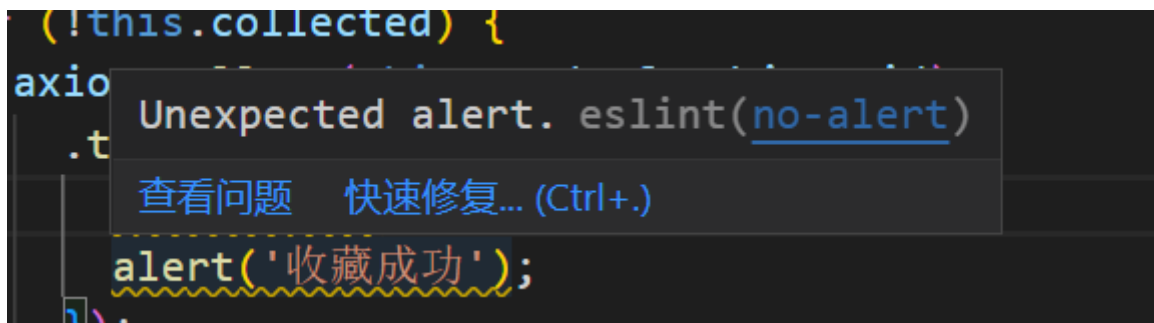 (!this.collected) {
axio
Unexpected alert. eslint(no-alert)
.t
查看问题 快速修复... (Ctrl+.)
alert('收藏成功');
});